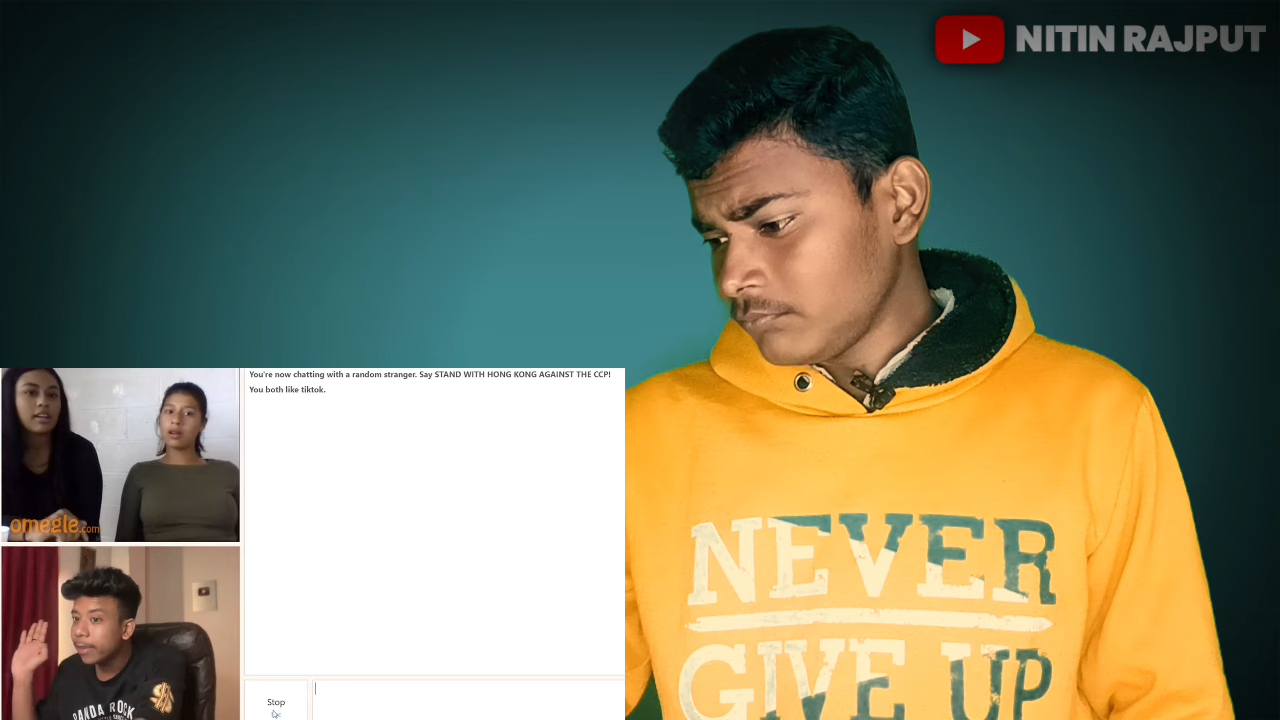 NITIN RAJPUT
You're now chatting with a random stranger. Say STAND WITH HONG KONG AGAINST THE CCP!
You both like tiktok.
omegle.com
NEVER
GIVE UP
PANDA ROCK
Stop